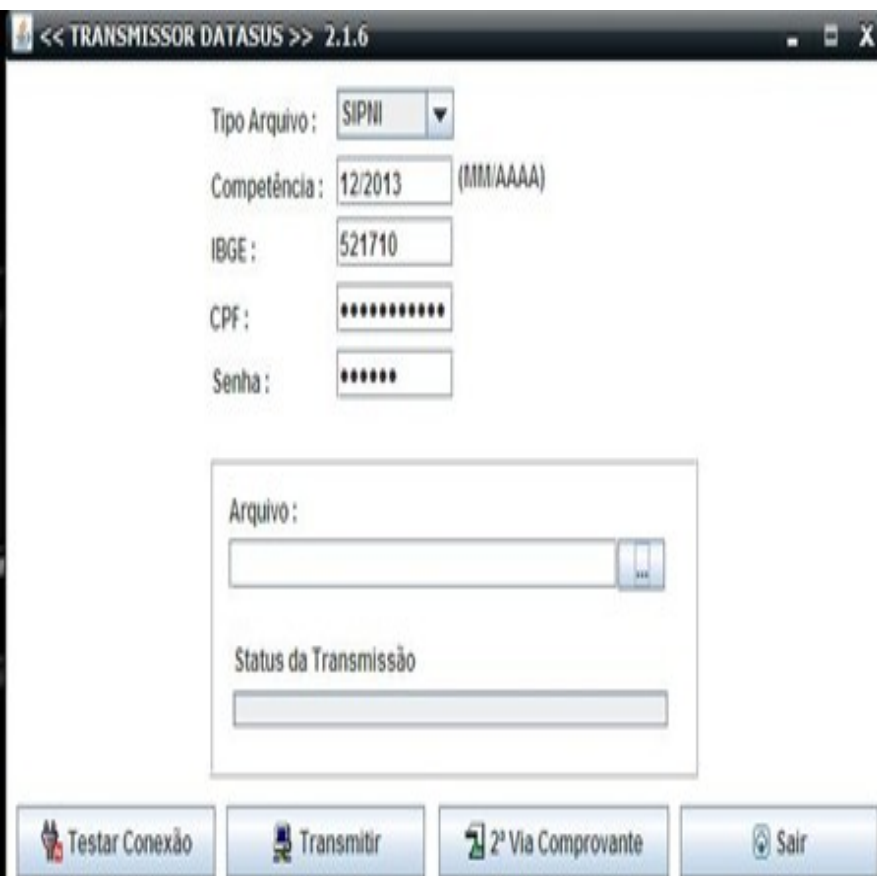 << TRANSMISSOR DATASUS >> 2.1.6
Tipo Arquivo : SIPNI
Competência : 12/2013 (MM/AAAA)
IBGE : 521710
CPF : •••••••••••
Senha : ••••••
Arquivo :
...
Status da Transmissão
Testar Conexão Transmitir 2ª Via Comprovante Sair